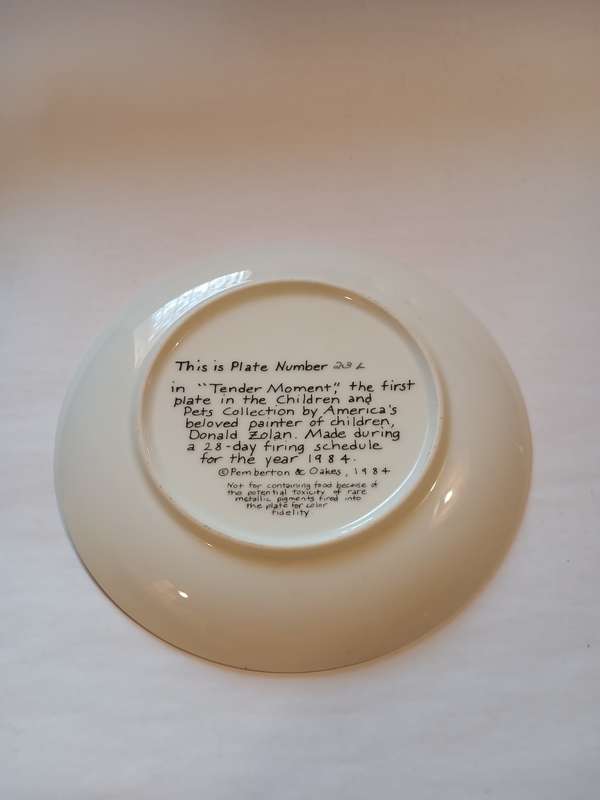 This is Plate Number
in "Tender Moment," the first
plate in the Children and
Pets Collection by America's
beloved painter of children,
Donald Zolan. Made during
a 28-day firing schedule
for the year 1984.
©Pemberton & Oakes, 1984
Not for containing food because of
the potential toxicity of rare
metallic pigments fired into
the plate for color
fidelity